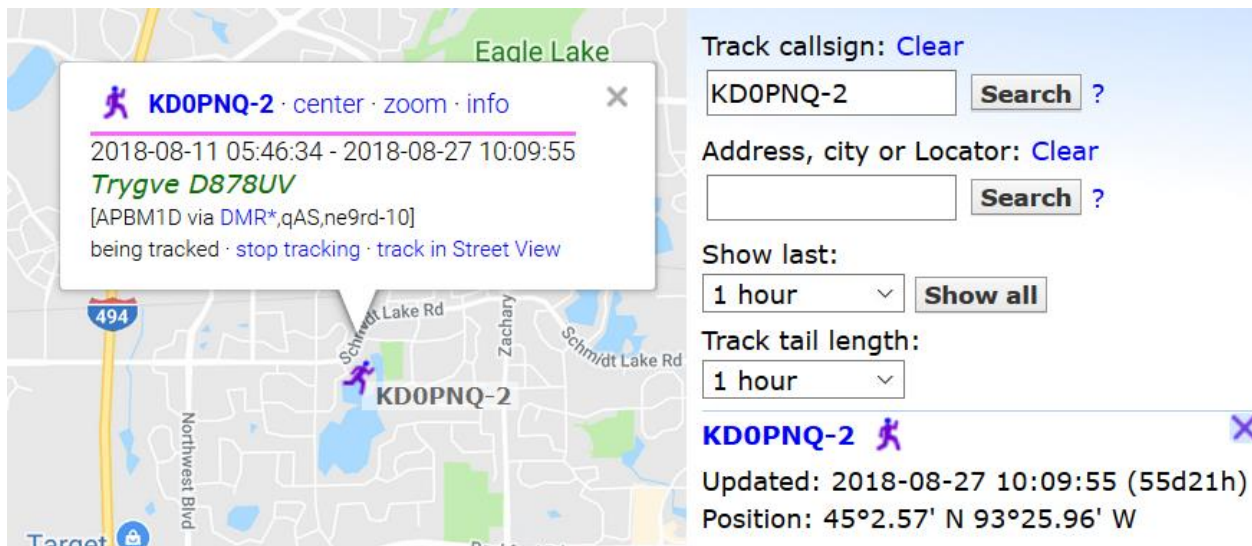 Eagle Lake
KD0PNQ-2 · center · zoom · info
2018-08-11 05:46:34 - 2018-08-27 10:09:55
Trygve D878UV
[APBM1D via DMR*,qAS,ne9rd-10]
being tracked · stop tracking · track in Street View
494
Schmidt Lake Rd
Zachary
Schmidt Lake Rd
KD0PNQ-2
Northwest Blvd
Target
Track callsign: Clear
KD0PNQ-2 Search ?
Address, city or Locator: Clear
Search ?
Show last:
1 hour Show all
Track tail length:
1 hour
KD0PNQ-2
Updated: 2018-08-27 10:09:55 (55d21h)
Position: 45°2.57' N 93°25.96' W